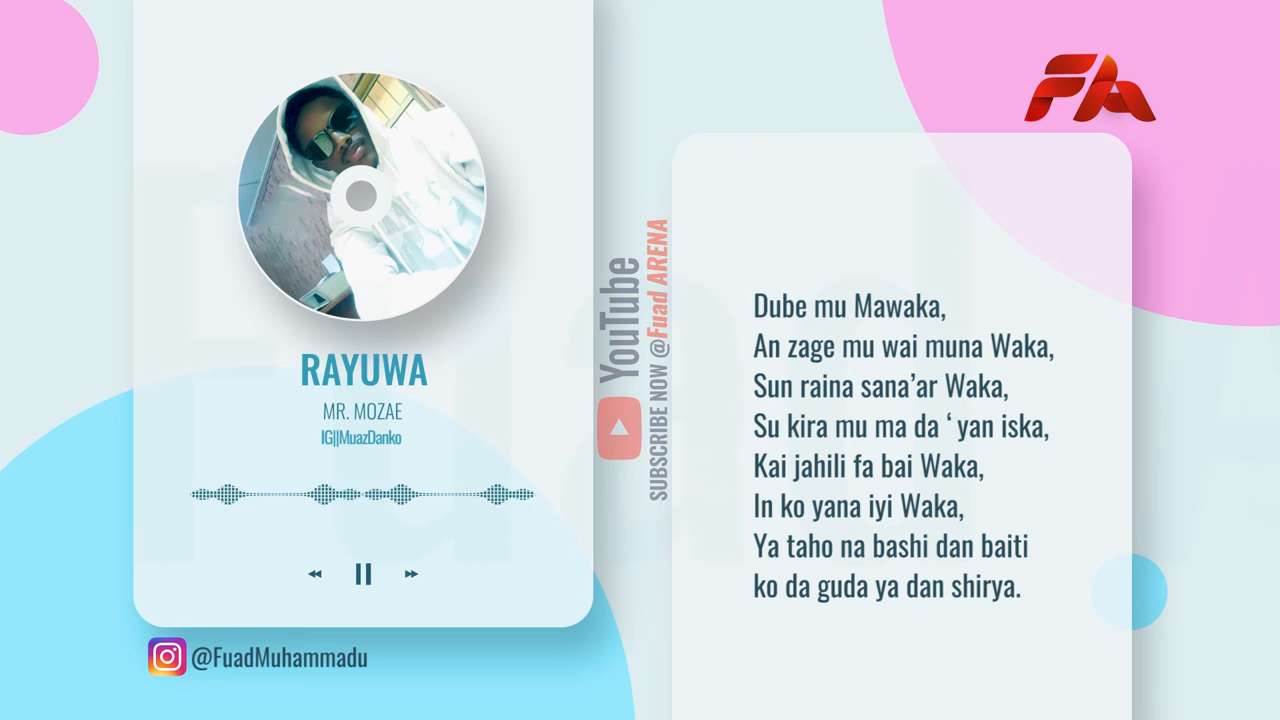 RAYUWA
MR. MOZAE
IG||MuazDanko
@FuadMuhammadu
YouTube
SUBSCRIBE NOW @Fuad ARENA
FA
Dube mu Mawaka,
An zage mu wai muna Waka,
Sun raina sana’ar Waka,
Su kira mu ma da ‘ yan iska,
Kai jahili fa bai Waka,
In ko yana iyi Waka,
Ya taho na bashi dan baiti
ko da guda ya dan shirya.